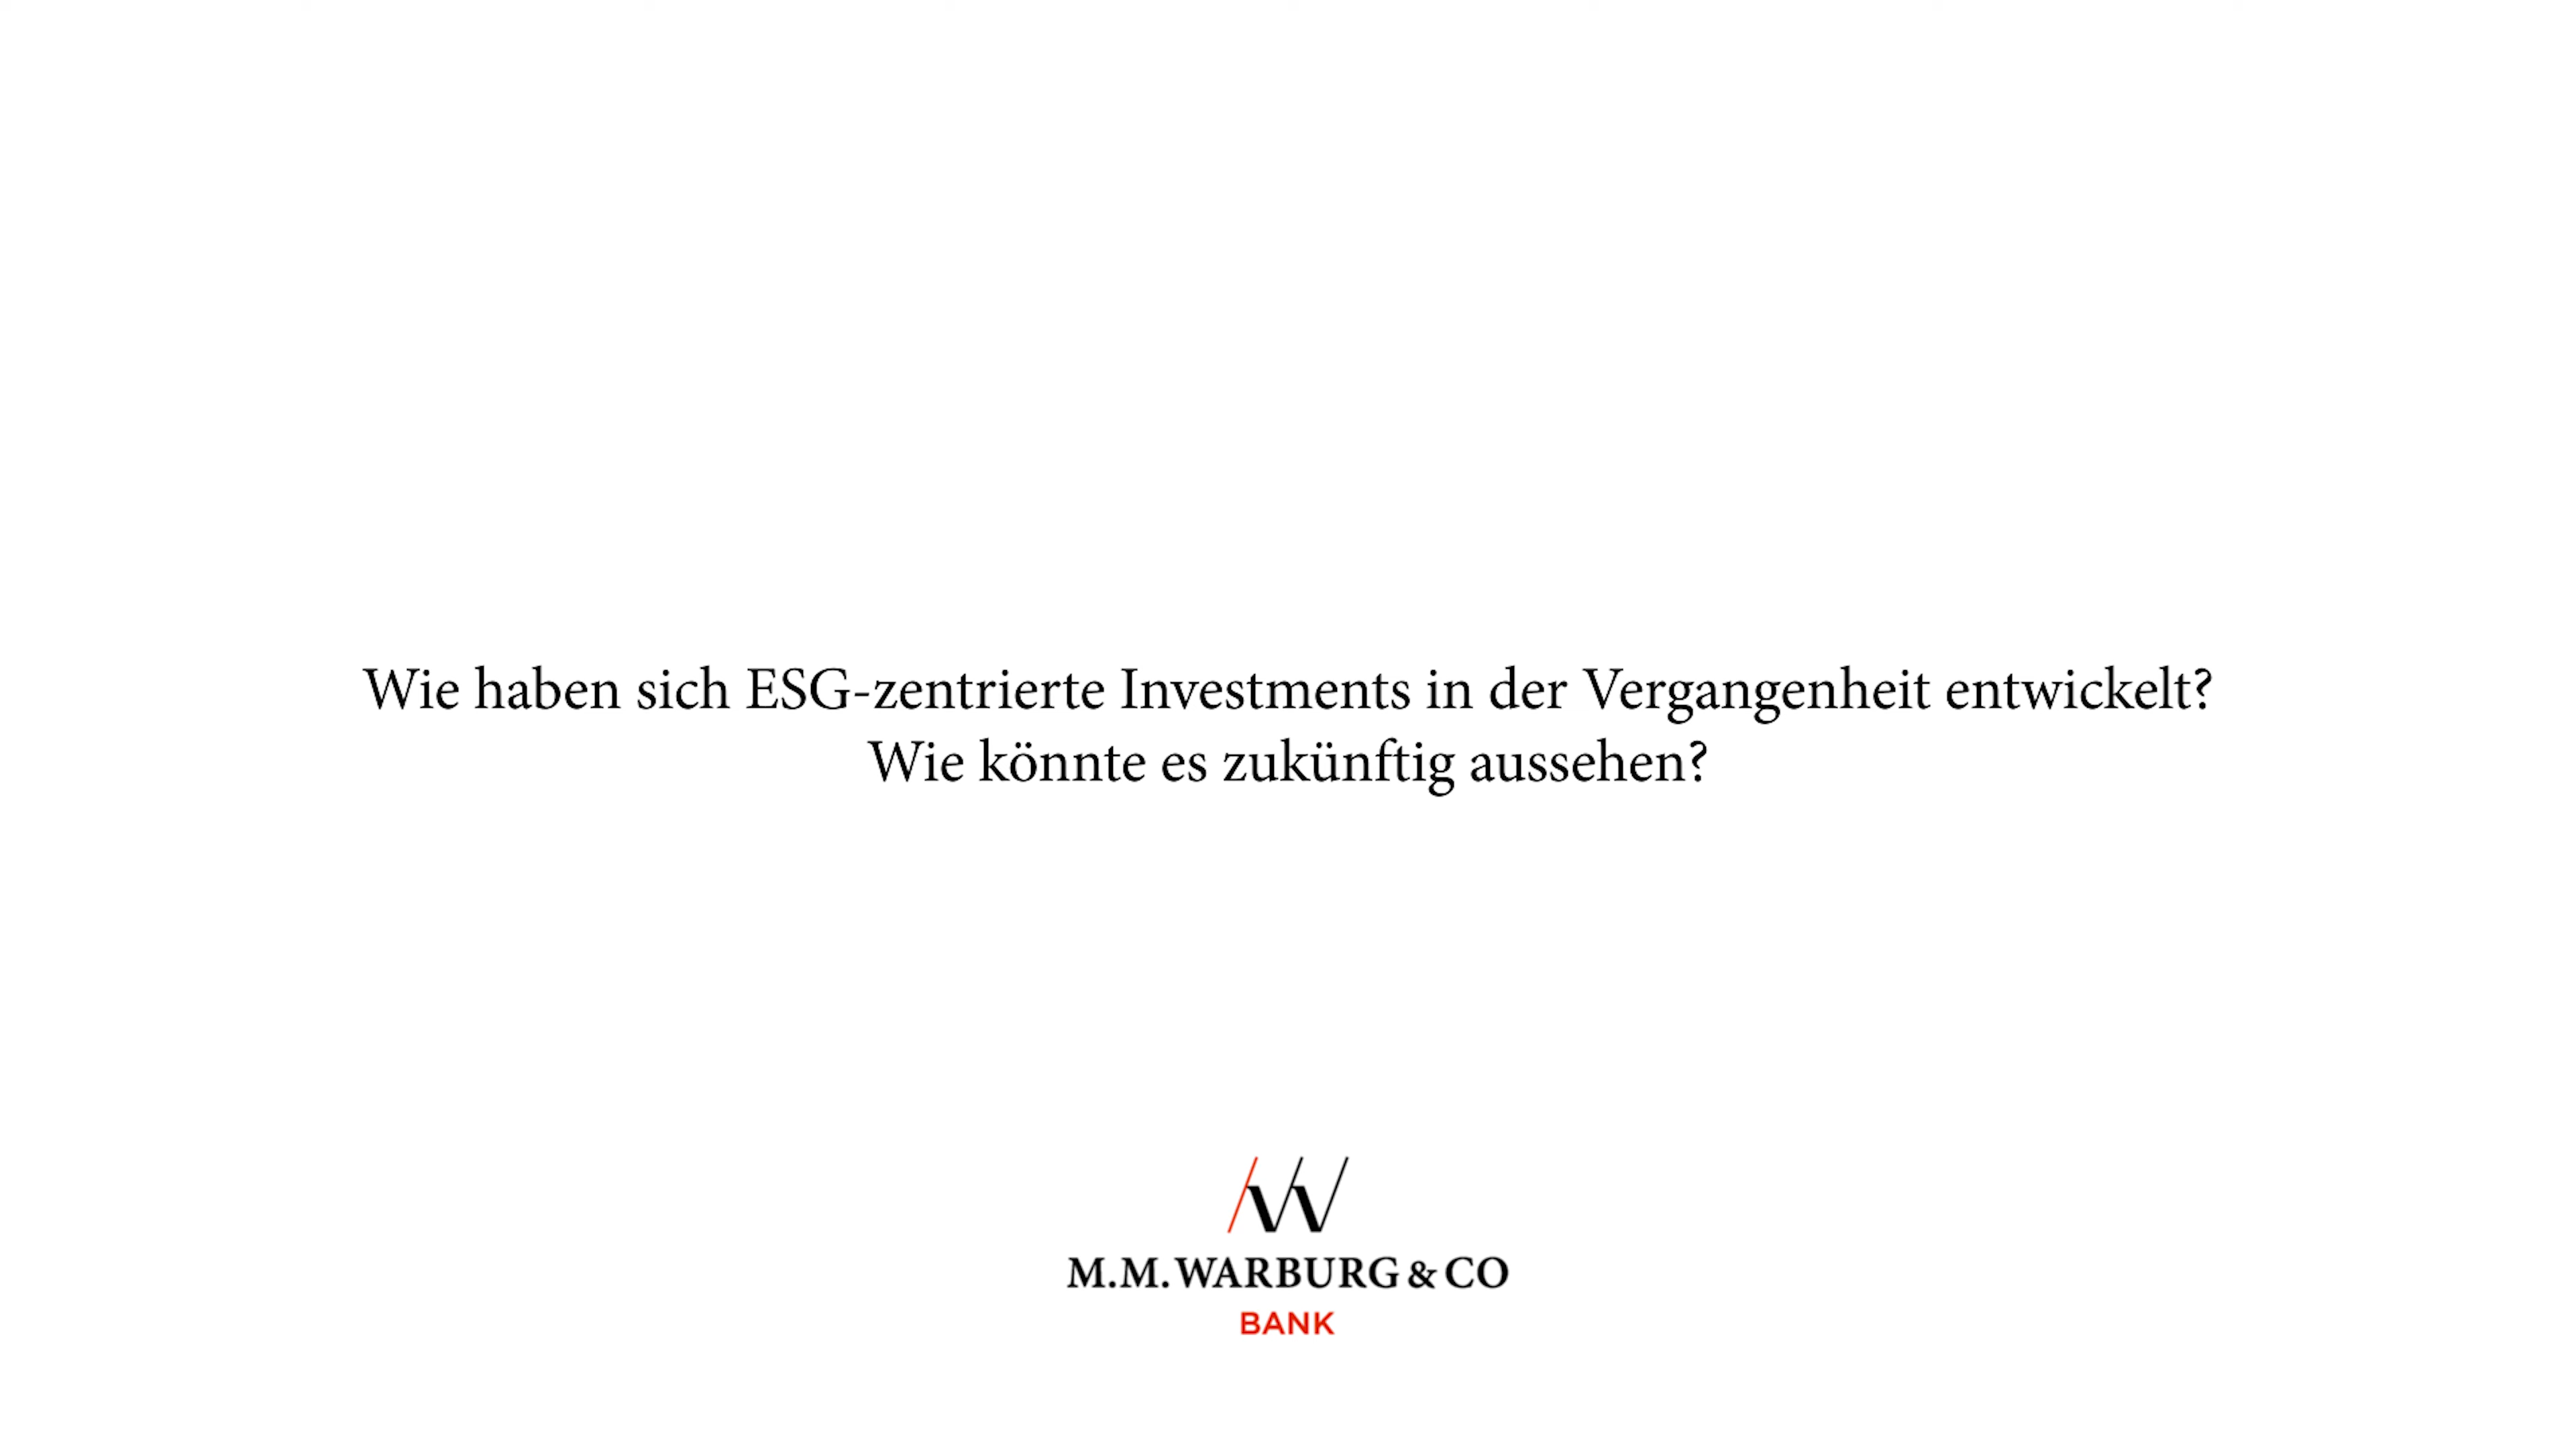 Wie haben sich ESG-zentrierte Investments in der Vergangenheit entwickelt?
Wie könnte es zukünftig aussehen?
M.M.WARBURG & CO
BANK